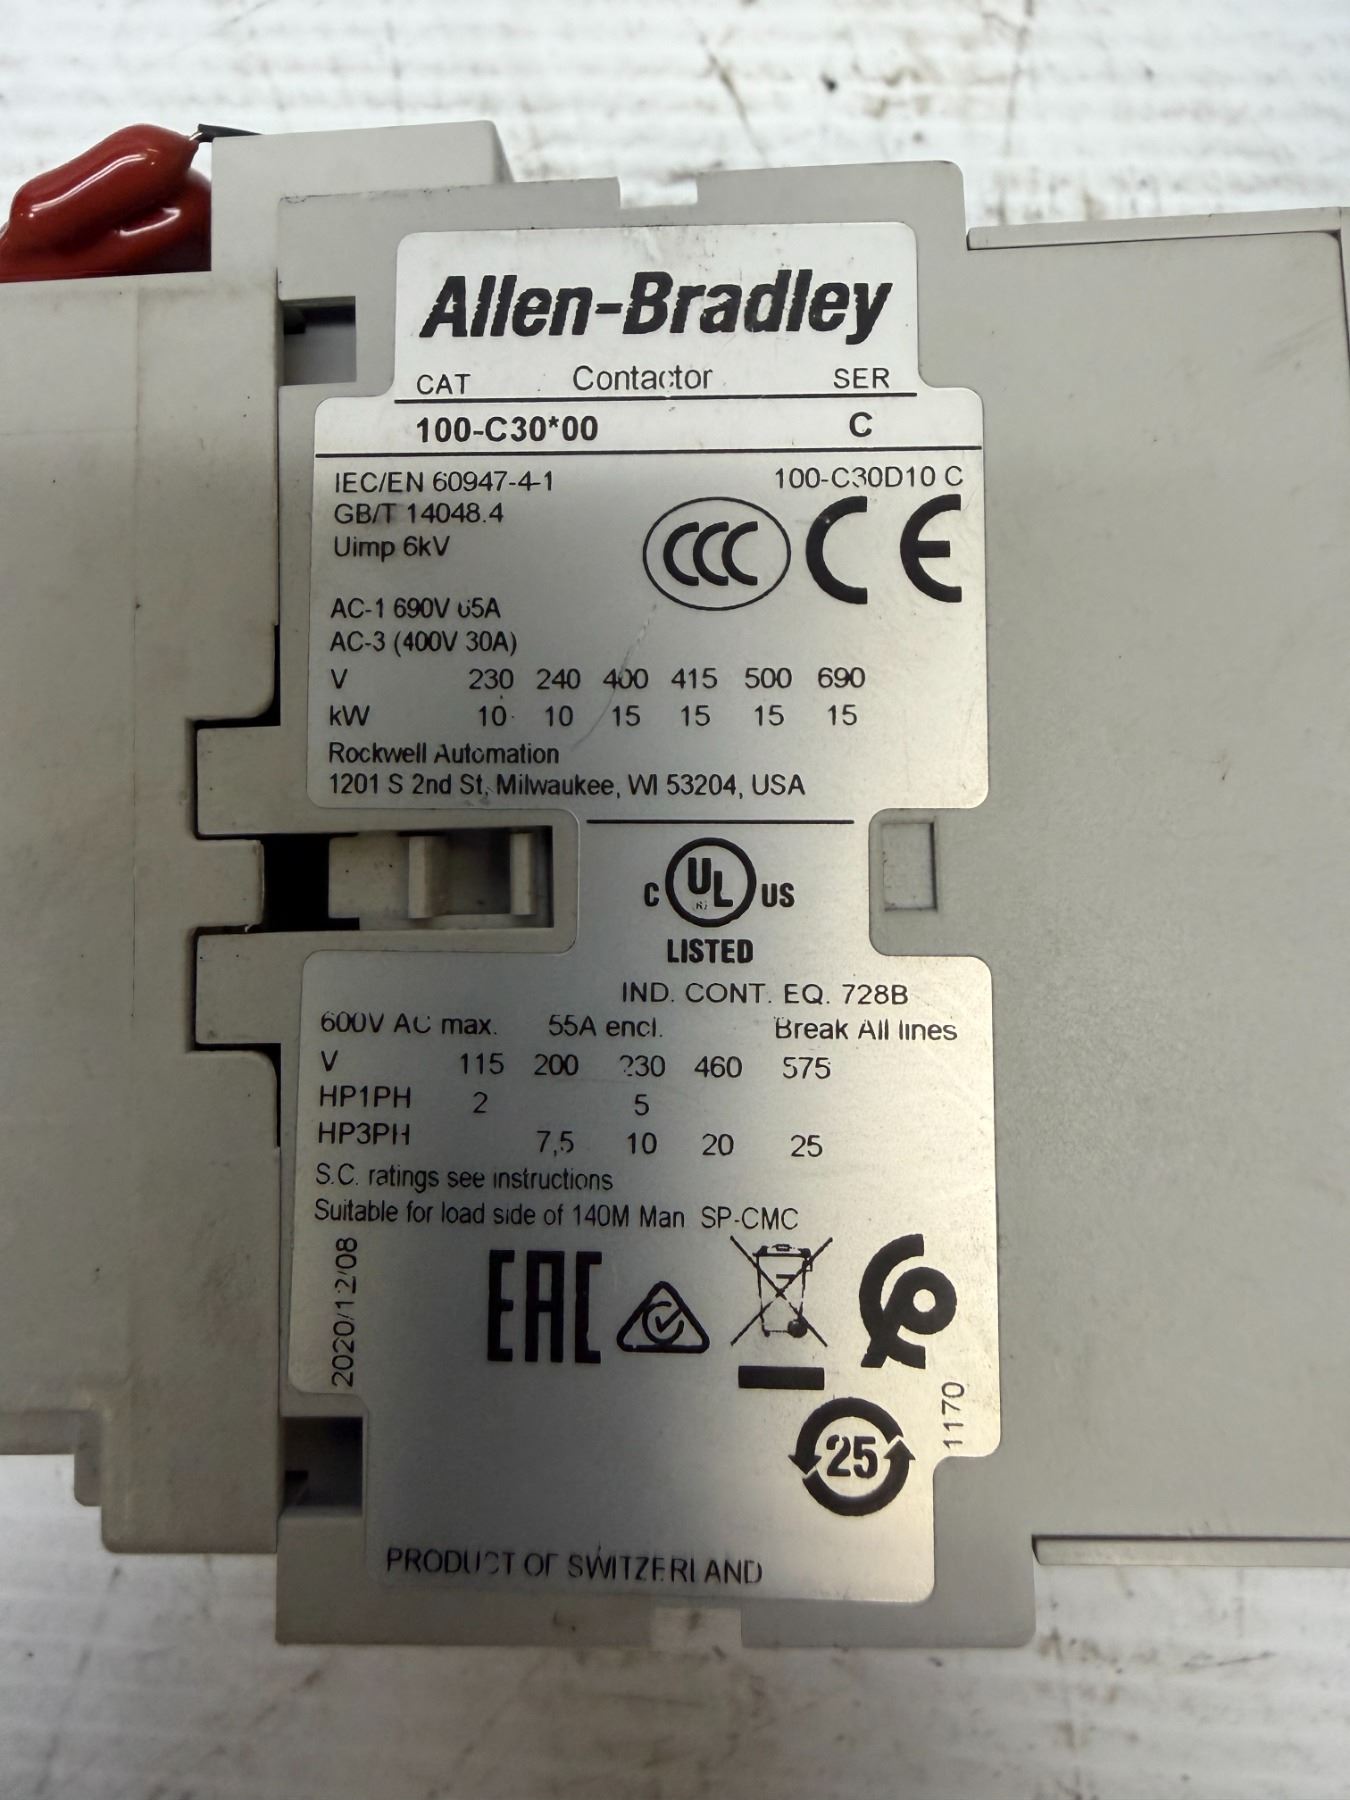 Allen-Bradley
CAT Contactor SER
100-C30*00 C
IEC/EN 60947-4-1 100-C30D10 C
GB/T 14048.4
Uimp 6kV
CCC CE
AC-1 690V 65A
AC-3 (400V 30A)
V 230 240 400 415 500 690
kW 10 10 15 15 15 15
Rockwell Automation
1201 S 2nd St, Milwaukee, WI 53204, USA
C UL US
LISTED
IND. CONT. EQ. 728B
600V AC max. 55A encl. Break All lines
V 115 200 230 460 575
HP1PH 2 5
HP3PH 7,5 10 20 25
S.C. ratings see instructions
Suitable for load side of 140M Man SP-CMC
2020/12/08
EAC
1170
25
PRODUCT OF SWITZERLAND